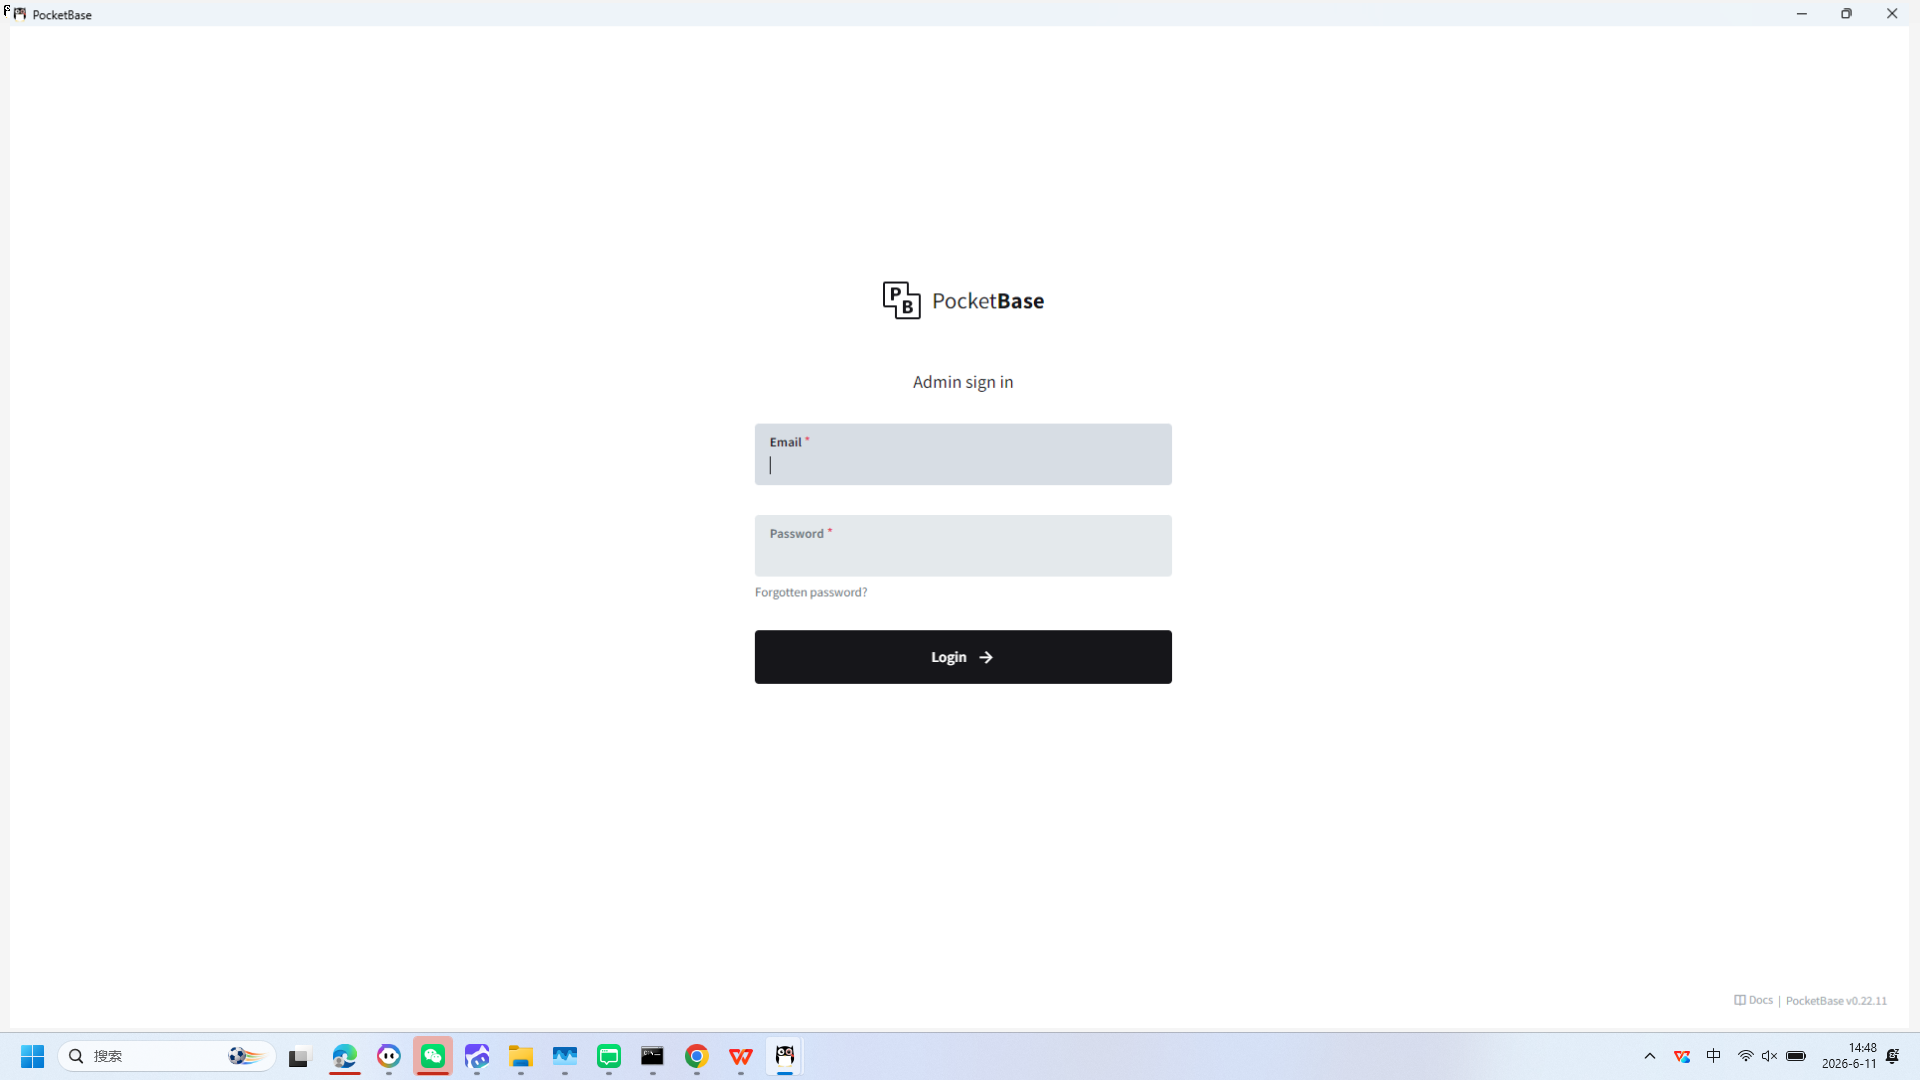 PocketBase
PocketBase
Admin sign in
Email *
Password *
Forgotten password?
Login
Docs | PocketBase v0.22.11
搜索
中
14:48
2026-6-11